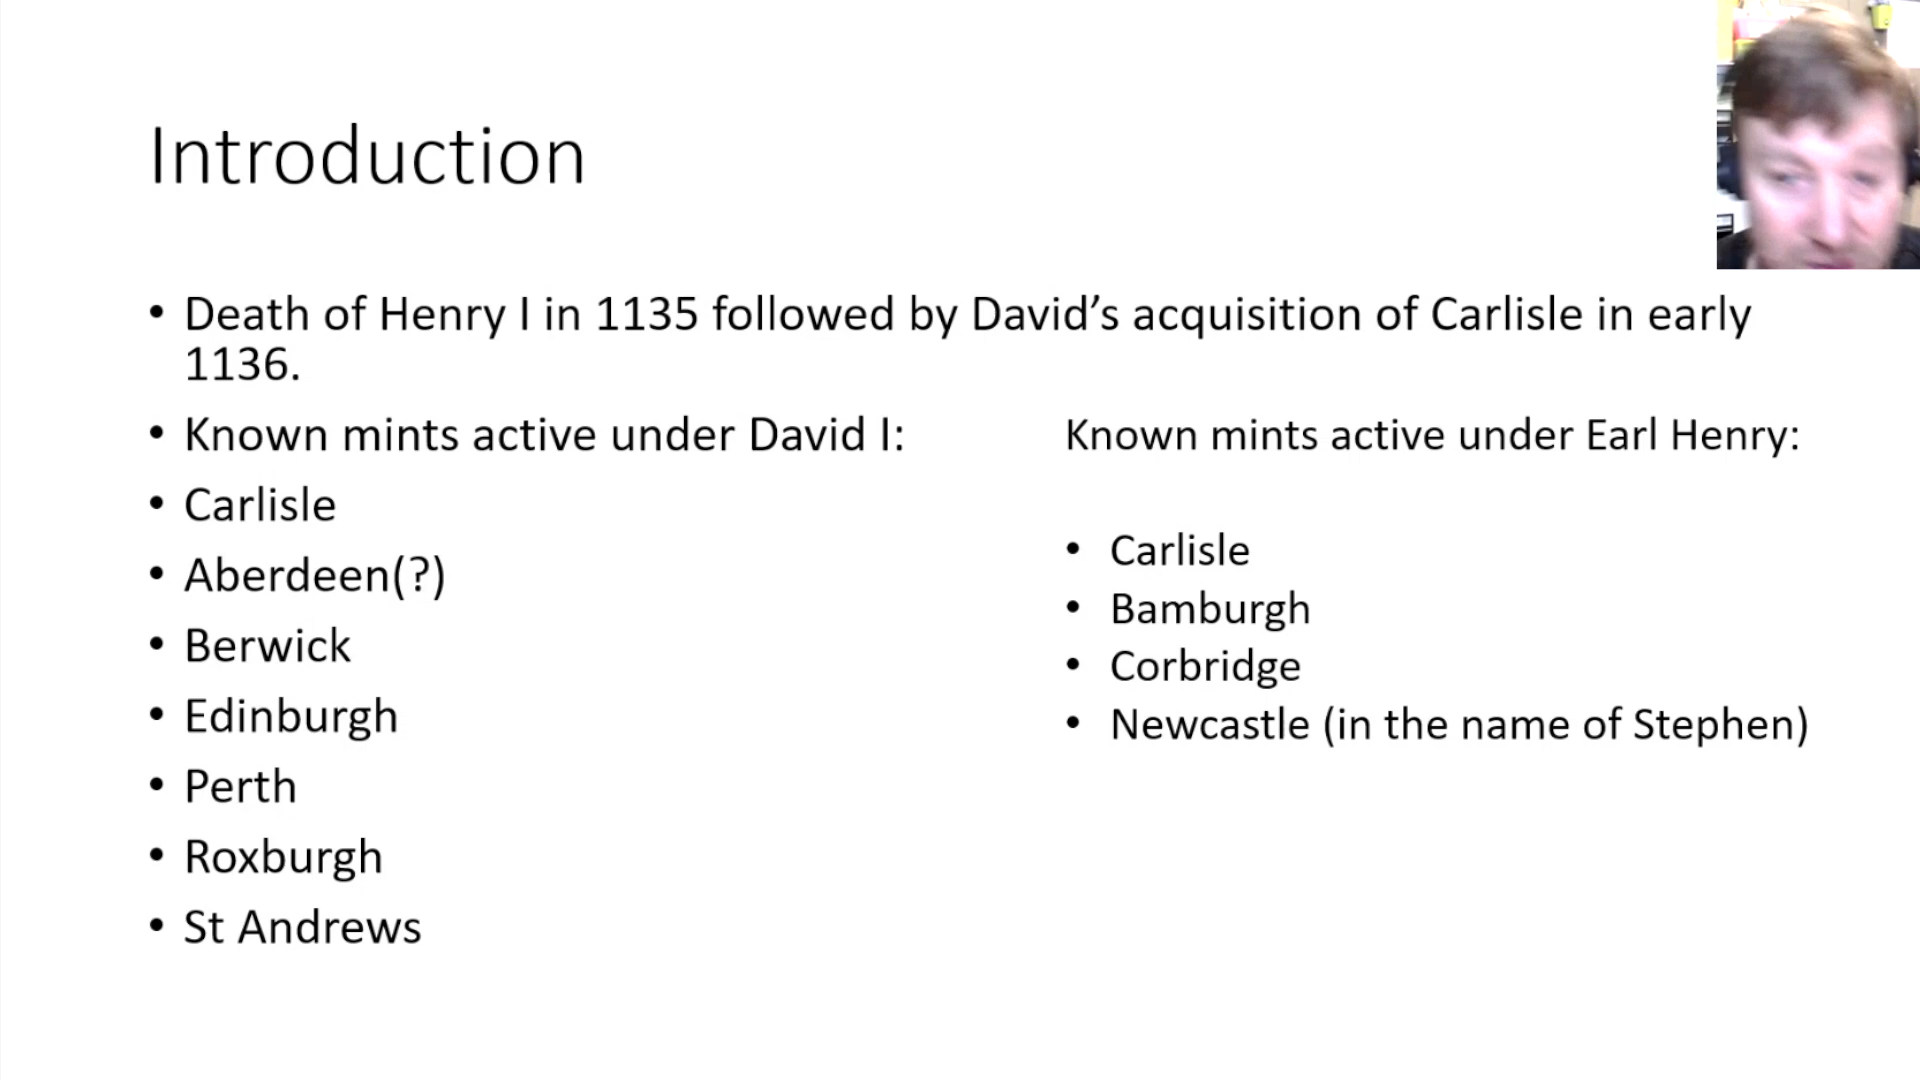 Introduction
• Death of Henry I in 1135 followed by David’s acquisition of Carlisle in early
1136.
• Known mints active under David I:
• Carlisle
• Aberdeen(?)
• Berwick
• Edinburgh
• Perth
• Roxburgh
• St Andrews
Known mints active under Earl Henry:
• Carlisle
• Bamburgh
• Corbridge
• Newcastle (in the name of Stephen)